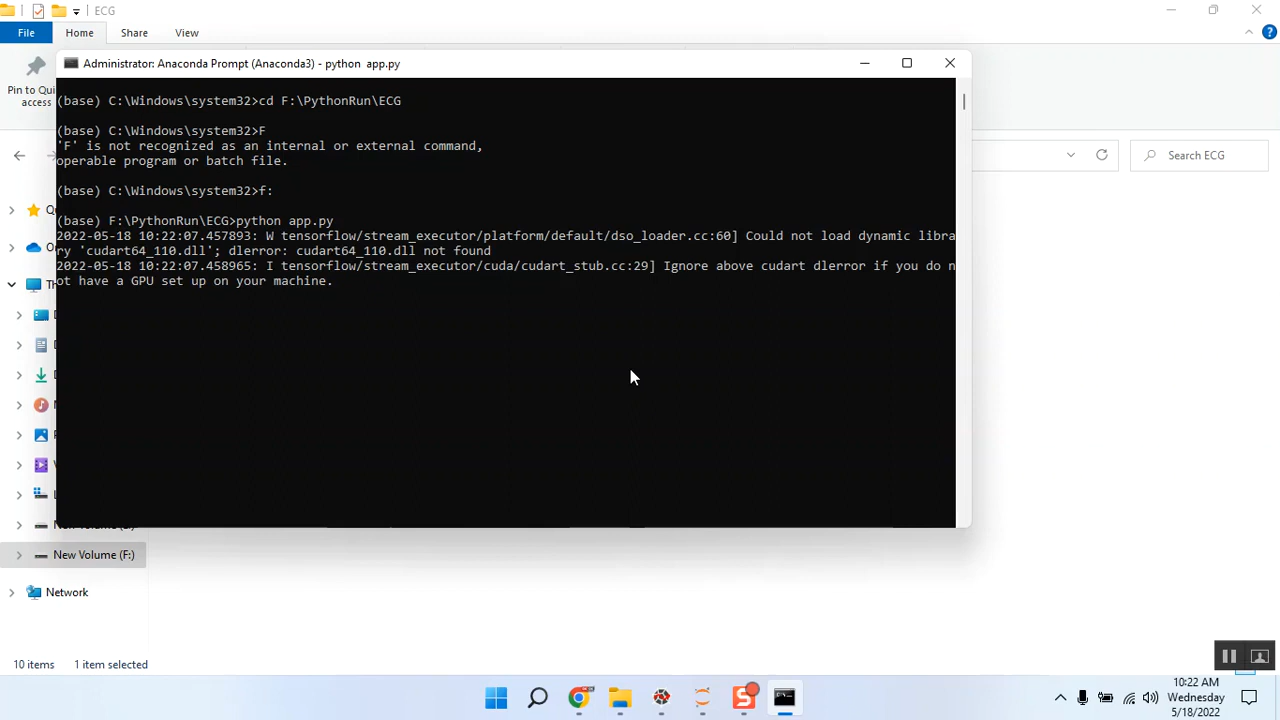 ECG
File
Home
Share
View
Administrator: Anaconda Prompt (Anaconda3) - python  app.py
Pin to Qui
access
(base) C:\Windows\system32>cd F:\PythonRun\ECG
(base) C:\Windows\system32>F
'F' is not recognized as an internal or external command,
operable program or batch file.
(base) C:\Windows\system32>f:
(base) F:\PythonRun\ECG>python app.py
2022-05-18 10:22:07.457893: W tensorflow/stream_executor/platform/default/dso_loader.cc:60] Could not load dynamic libra
ry 'cudart64_110.dll'; dlerror: cudart64_110.dll not found
2022-05-18 10:22:07.458965: I tensorflow/stream_executor/cuda/cudart_stub.cc:29] Ignore above cudart dlerror if you do n
ot have a GPU set up on your machine.
Search ECG
Th
New Volume (F:)
Network
10 items
1 item selected
10:22 AM
Wednesday
5/18/2022